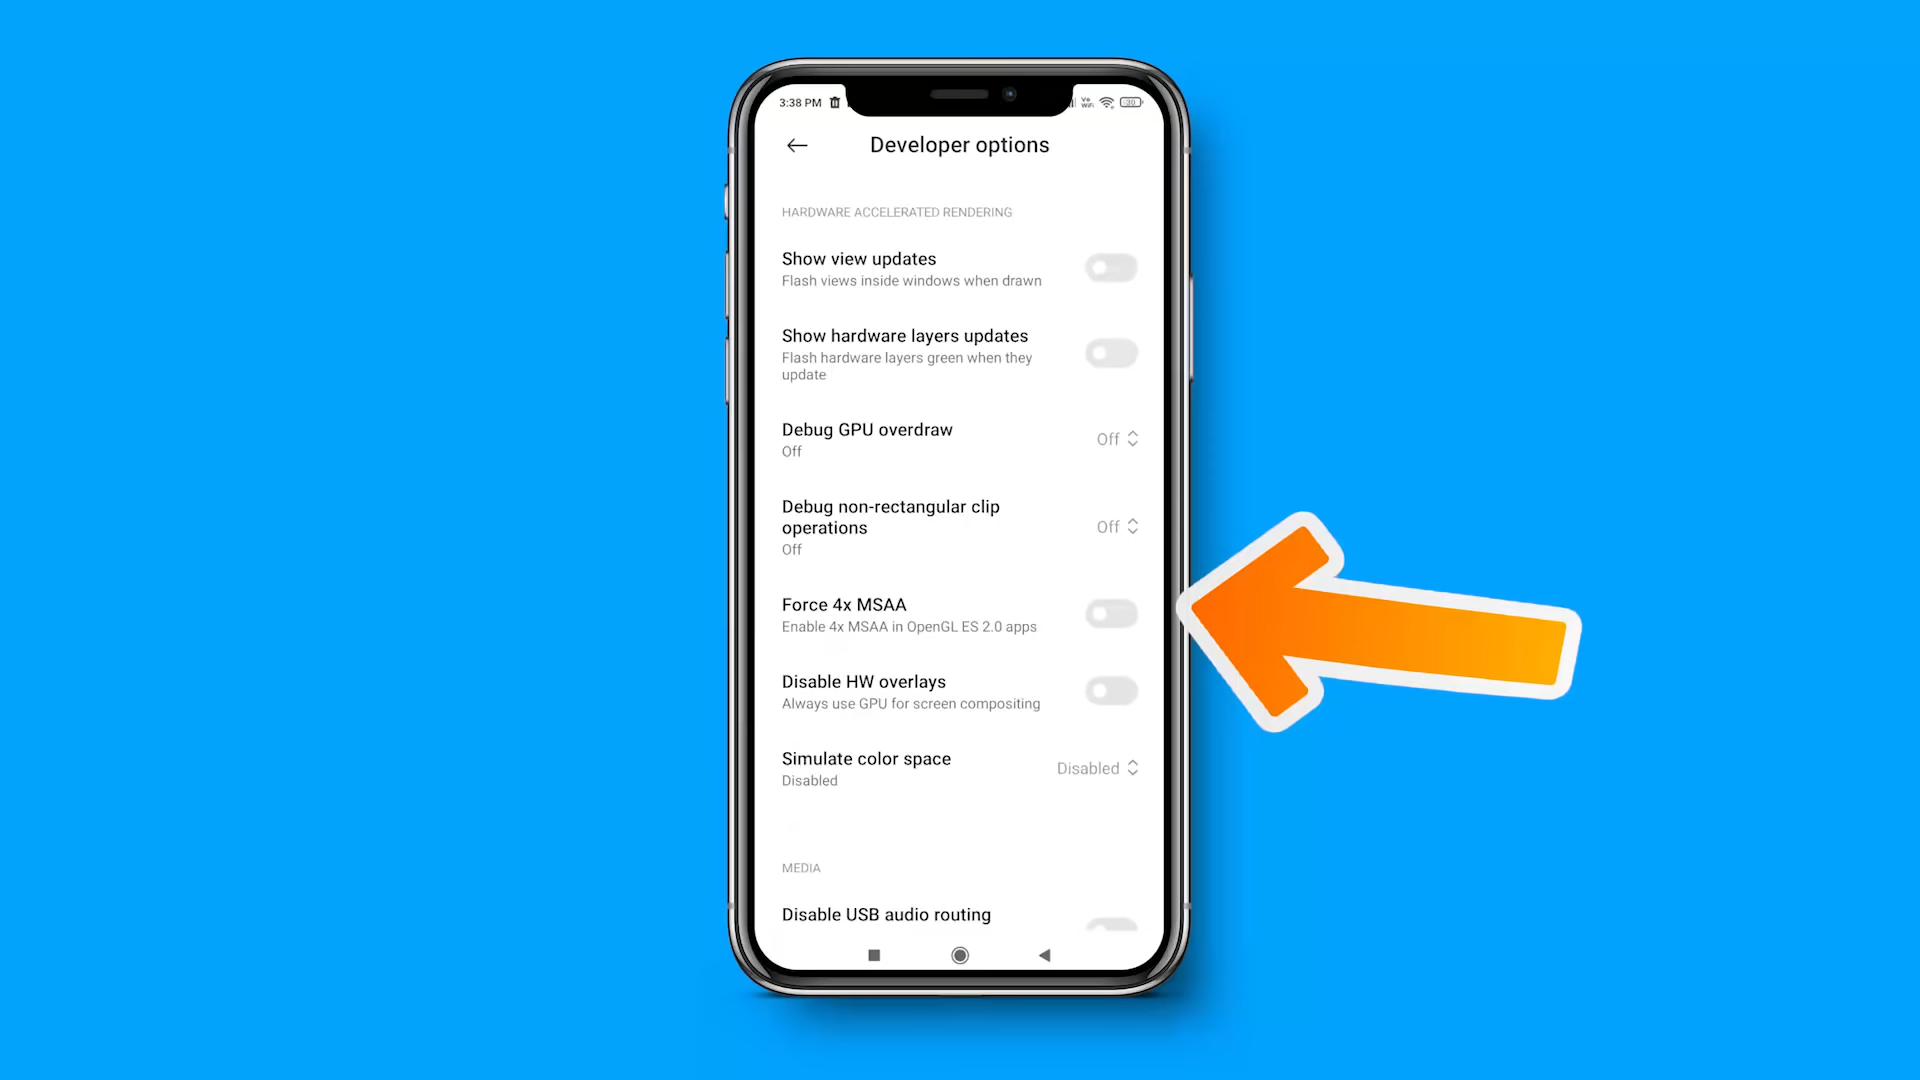 3:38 PM
Vo
WiFi
30
Developer options
HARDWARE ACCELERATED RENDERING
Show view updates
Flash views inside windows when drawn
Show hardware layers updates
Flash hardware layers green when they
update
Debug GPU overdraw
Off
Off
Debug non-rectangular clip
operations
Off
Off
Force 4x MSAA
Enable 4x MSAA in OpenGL ES 2.0 apps
Disable HW overlays
Always use GPU for screen compositing
Simulate color space
Disabled
Disabled
MEDIA
Disable USB audio routing